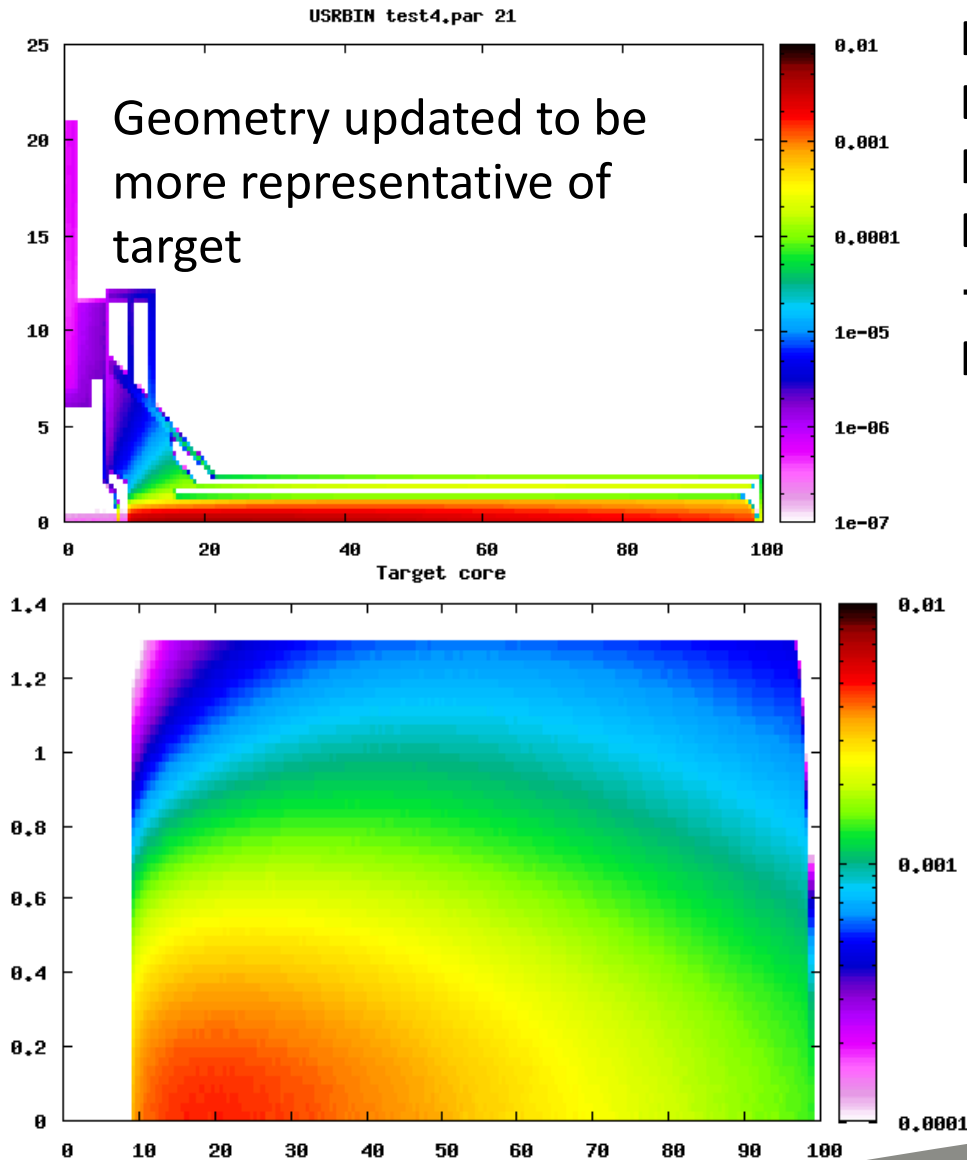 USRBIN test4.par 21
25
20
15
10
5
0
Geometry updated to be
more representative of
target
0.01
0.001
0.0001
1e-05
1e-06
1e-07
0 20 40 60 80 100
Target core
1.4
1.2
1
0.8
0.6
0.4
0.2
0
0.01
0.001
0.0001
0 10 20 30 40 50 60 70 80 90 100